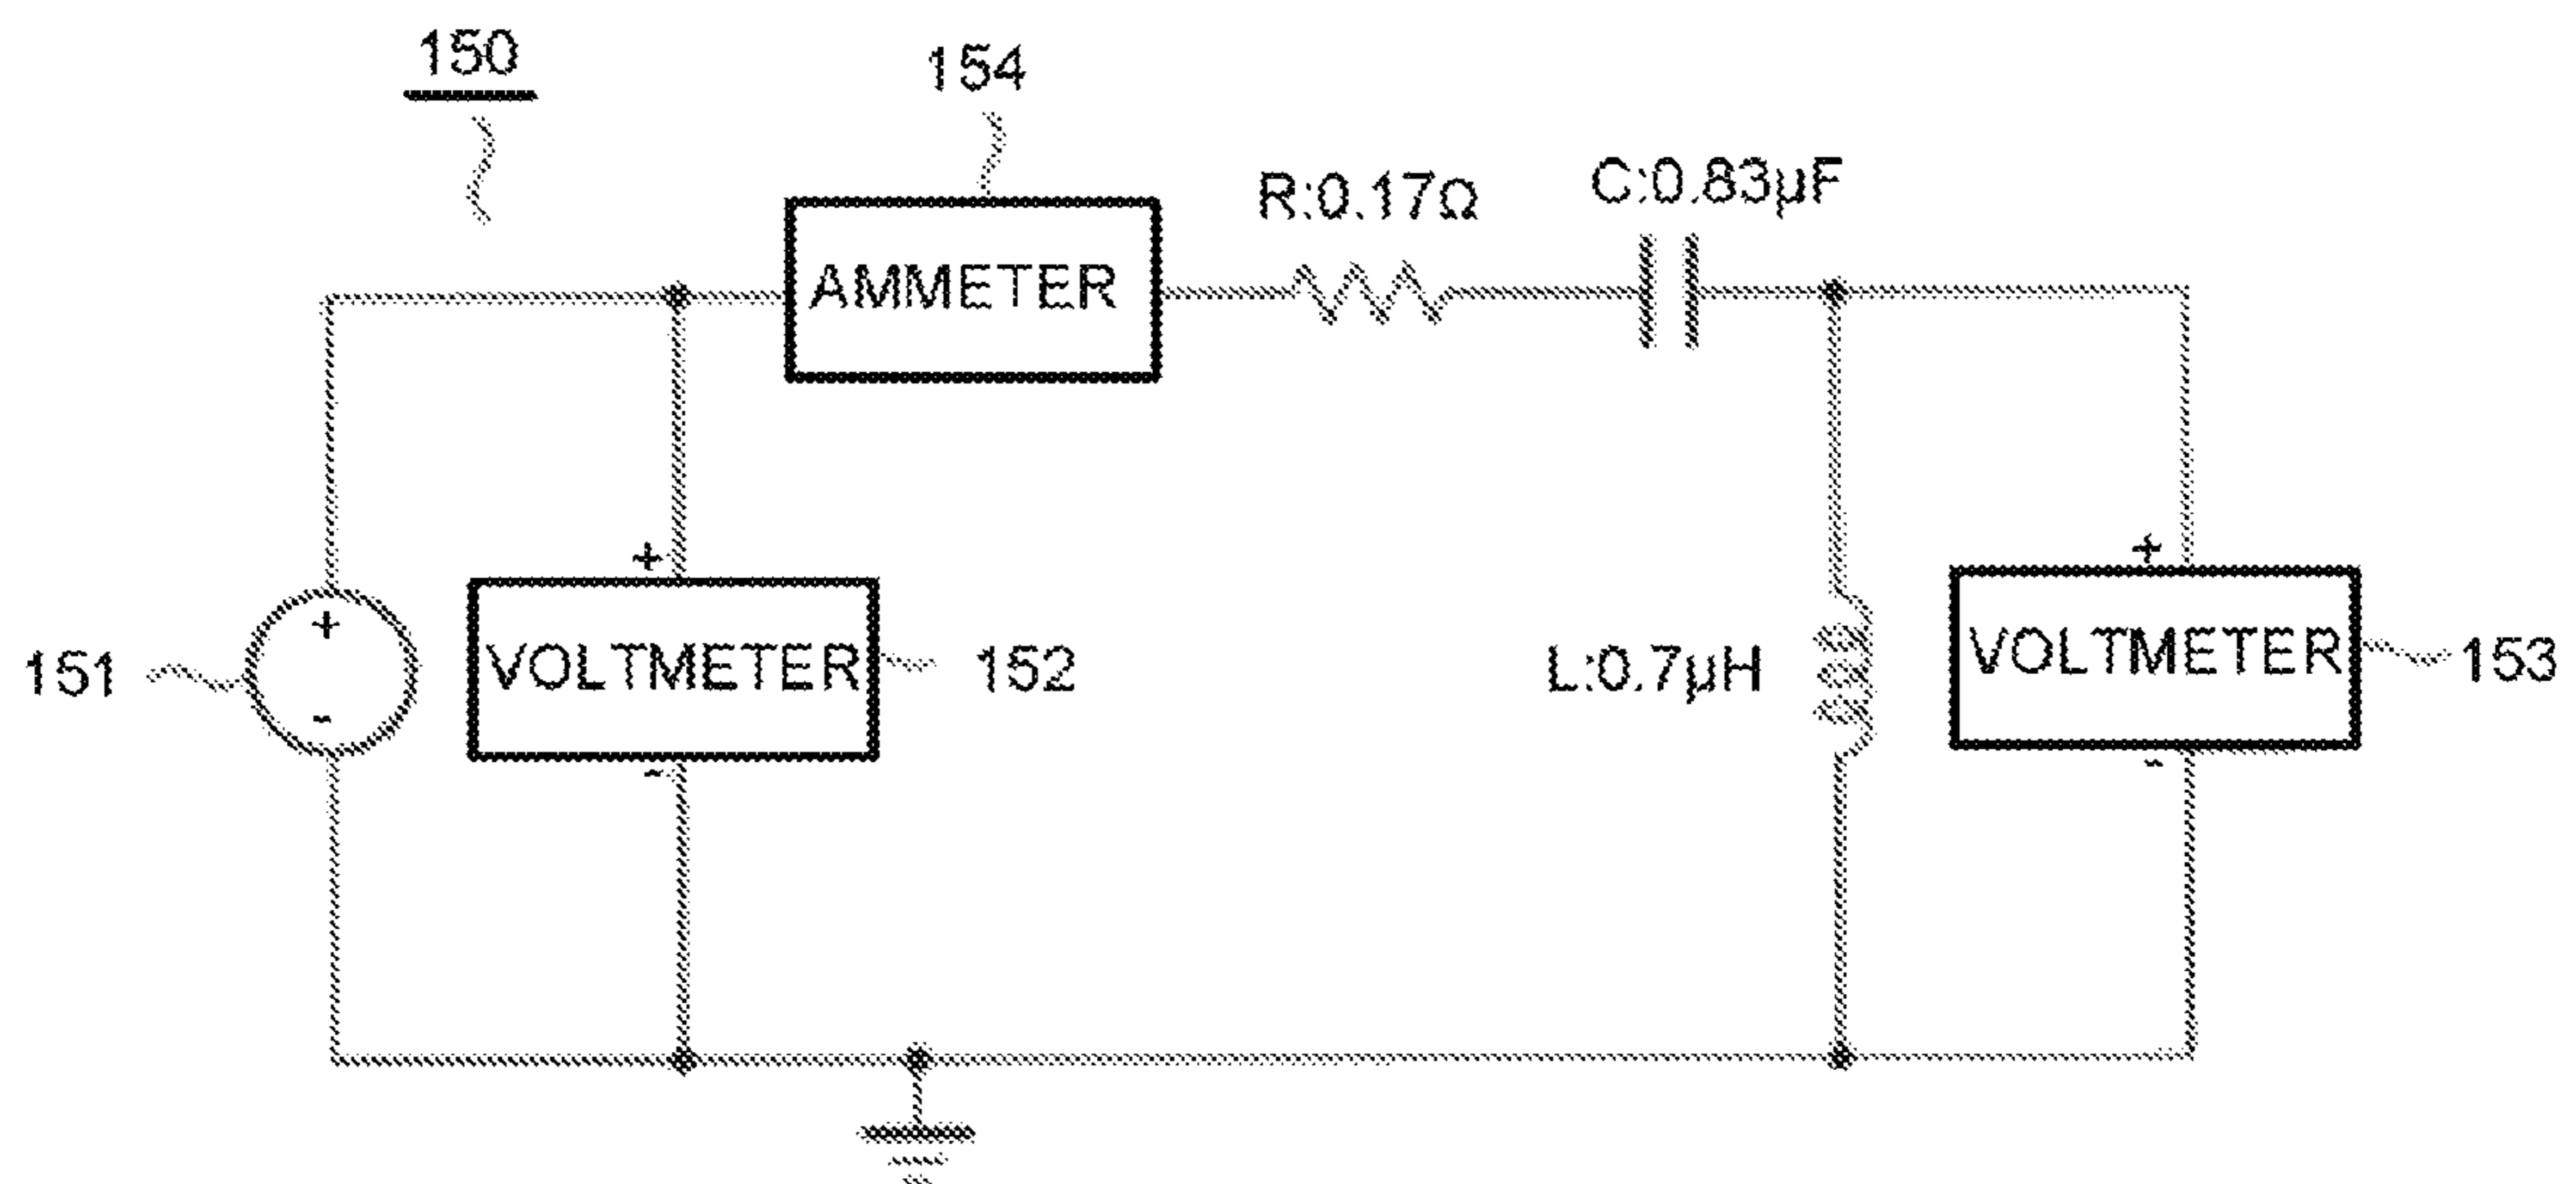 150
154
R:0.17Ω
C:0.83μF
AMMETER
+
+
+
151
VOLTMETER
152
L:0.7μH
VOLTMETER
153
-
-
-